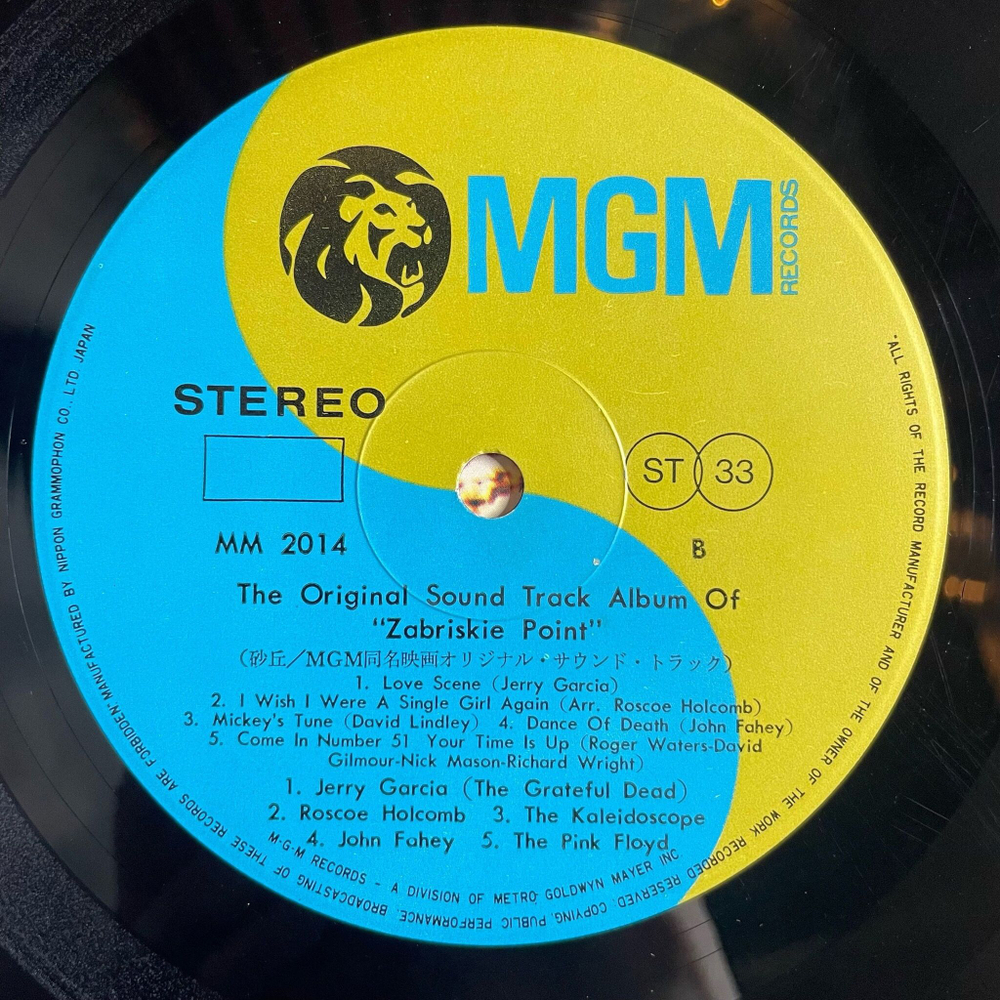 MGM RECORDS
STEREO
ST 33
MM 2014
B
The Original Sound Track Album Of
“Zabriskie Point”
(砂丘／MGM同名映画オリジナル・サウンド・トラック)
1. Love Scene (Jerry Garcia)
2. I Wish I Were A Single Girl Again (Arr. Roscoe Holcomb)
3. Mickey's Tune (David Lindley) 4. Dance Of Death (John Fahey)
5. Come In Number 51 Your Time Is Up (Roger Waters-David
Gilmour-Nick Mason-Richard Wright)
1. Jerry Garcia (The Grateful Dead)
2. Roscoe Holcomb 3. The Kaleidoscope
4. John Fahey 5. The Pink Floyd
M·G·M RECORDS – A DIVISION OF METRO GOLDWYN MAYER INC
"ALL RIGHTS OF THE RECORD MANUFACTURER AND OF THE OWNER OF THE WORK RECORDED RESERVED. COPYING, PUBLIC PERFORMANCE, BROADCASTING OF THESE RECORDS ARE FORBIDDEN" MANUFACTURED BY NIPPON GRAMMOPHON CO., LTD JAPAN